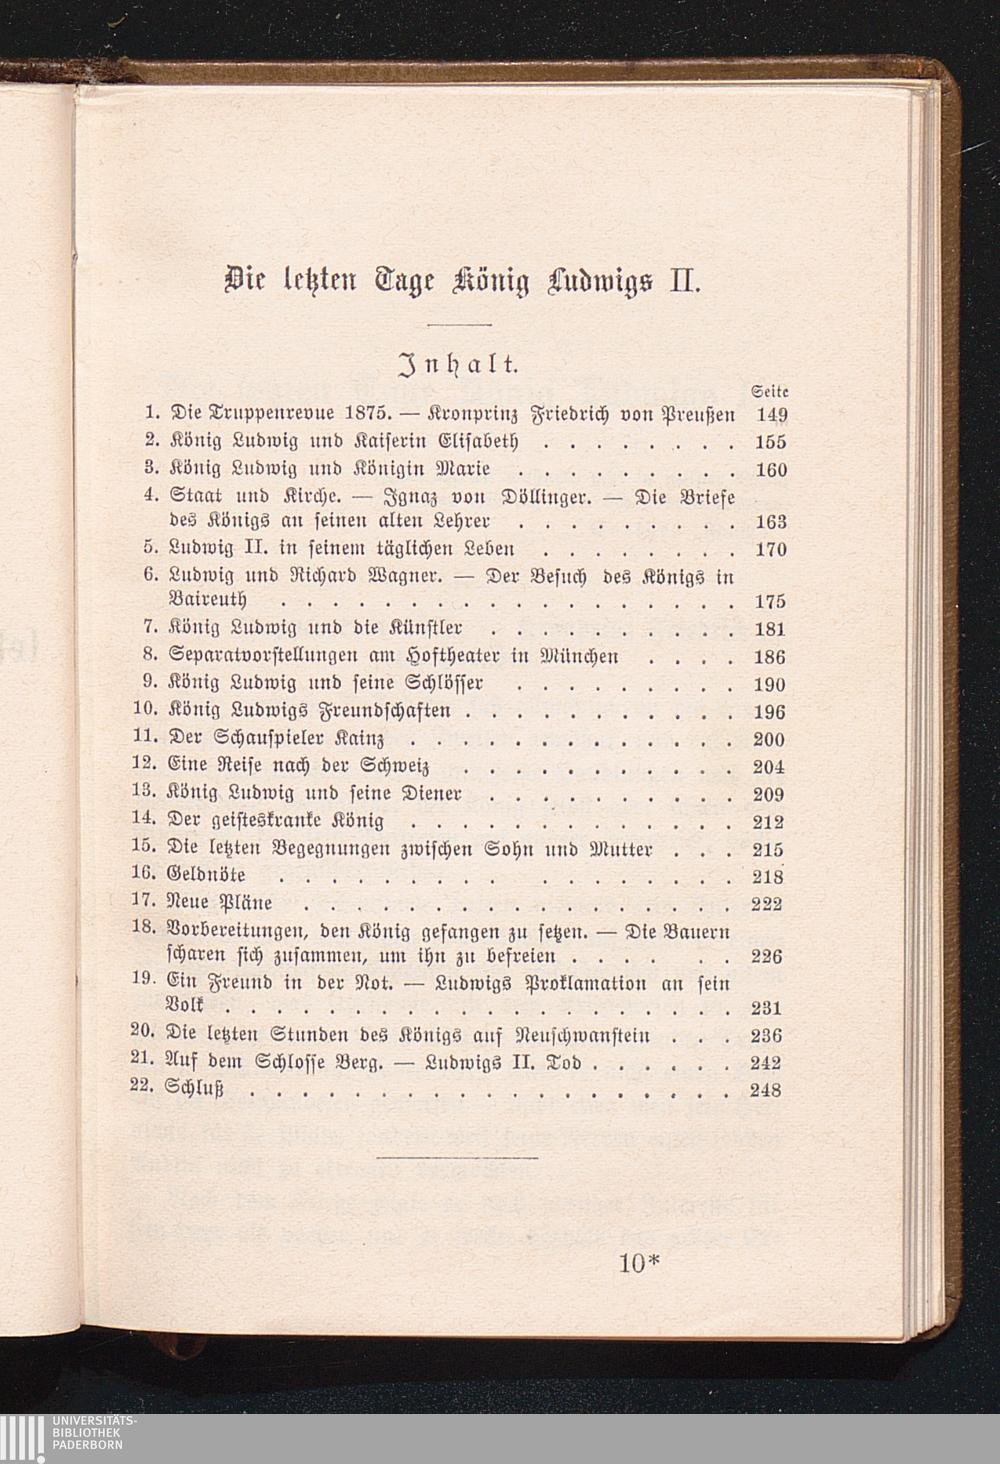 Die letzten Tage König Ludwigs II.
Inhalt.
Seite
1. Die Truppenrevue 1875. — Kronprinz Friedrich von Preußen 149
2. König Ludwig und Kaiserin Elisabeth . . . . . . . . 155
3. König Ludwig und Königin Marie . . . . . . . . . 160
4. Staat und Kirche. — Ignaz von Döllinger. — Die Briefe
des Königs an seinen alten Lehrer . . . . . . . . . 163
5. Ludwig II. in seinem täglichen Leben . . . . . . . . 170
6. Ludwig und Richard Wagner. — Der Besuch des Königs in
Baireuth . . . . . . . . . . . . . . . . . . 175
7. König Ludwig und die Künstler . . . . . . . . . . 181
8. Separatvorstellungen am Hoftheater in München . . . . 186
9. König Ludwig und seine Schlösser . . . . . . . . . 190
10. König Ludwigs Freundschaften . . . . . . . . . . . 196
11. Der Schauspieler Kainz . . . . . . . . . . . . . 200
12. Eine Reise nach der Schweiz . . . . . . . . . . . 204
13. König Ludwig und seine Diener . . . . . . . . . . 209
14. Der geisteskranke König . . . . . . . . . . . . . 212
15. Die letzten Begegnungen zwischen Sohn und Mutter . . . 215
16. Geldnöte . . . . . . . . . . . . . . . . . 218
17. Neue Pläne . . . . . . . . . . . . . . . . . 222
18. Vorbereitungen, den König gefangen zu setzen. — Die Bauern
scharen sich zusammen, um ihn zu befreien . . . . . . 226
19. Ein Freund in der Not. — Ludwigs Proklamation an sein
Volk . . . . . . . . . . . . . . . . . . . . 231
20. Die letzten Stunden des Königs auf Neuschwanstein . . . 236
21. Auf dem Schlosse Berg. — Ludwigs II. Tod . . . . . . 242
22. Schluß . . . . . . . . . . . . . . . . . . . 248
10*
UNIVERSITÄTS-
BIBLIOTHEK
PADERBORN